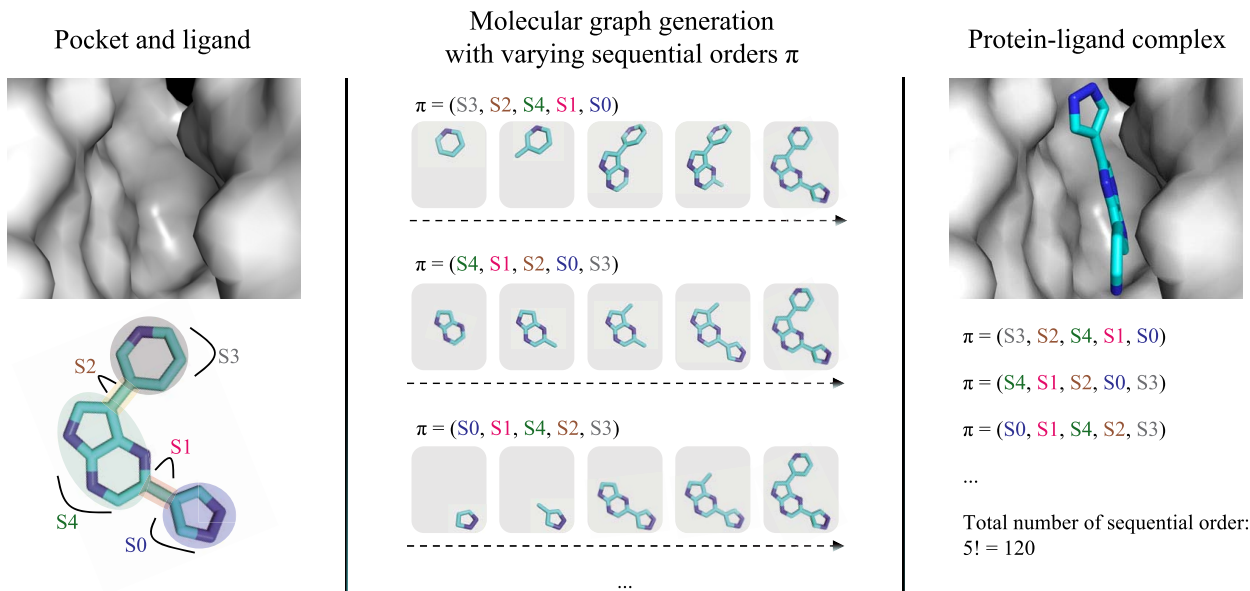 Pocket and ligand
S3
S2
S1
S4
S0
Molecular graph generation
with varying sequential orders π
π = (S3, S2, S4, S1, S0)
π = (S4, S1, S2, S0, S3)
π = (S0, S1, S4, S2, S3)
...
Protein-ligand complex
π = (S3, S2, S4, S1, S0)
π = (S4, S1, S2, S0, S3)
π = (S0, S1, S4, S2, S3)
...
Total number of sequential order:
5! = 120